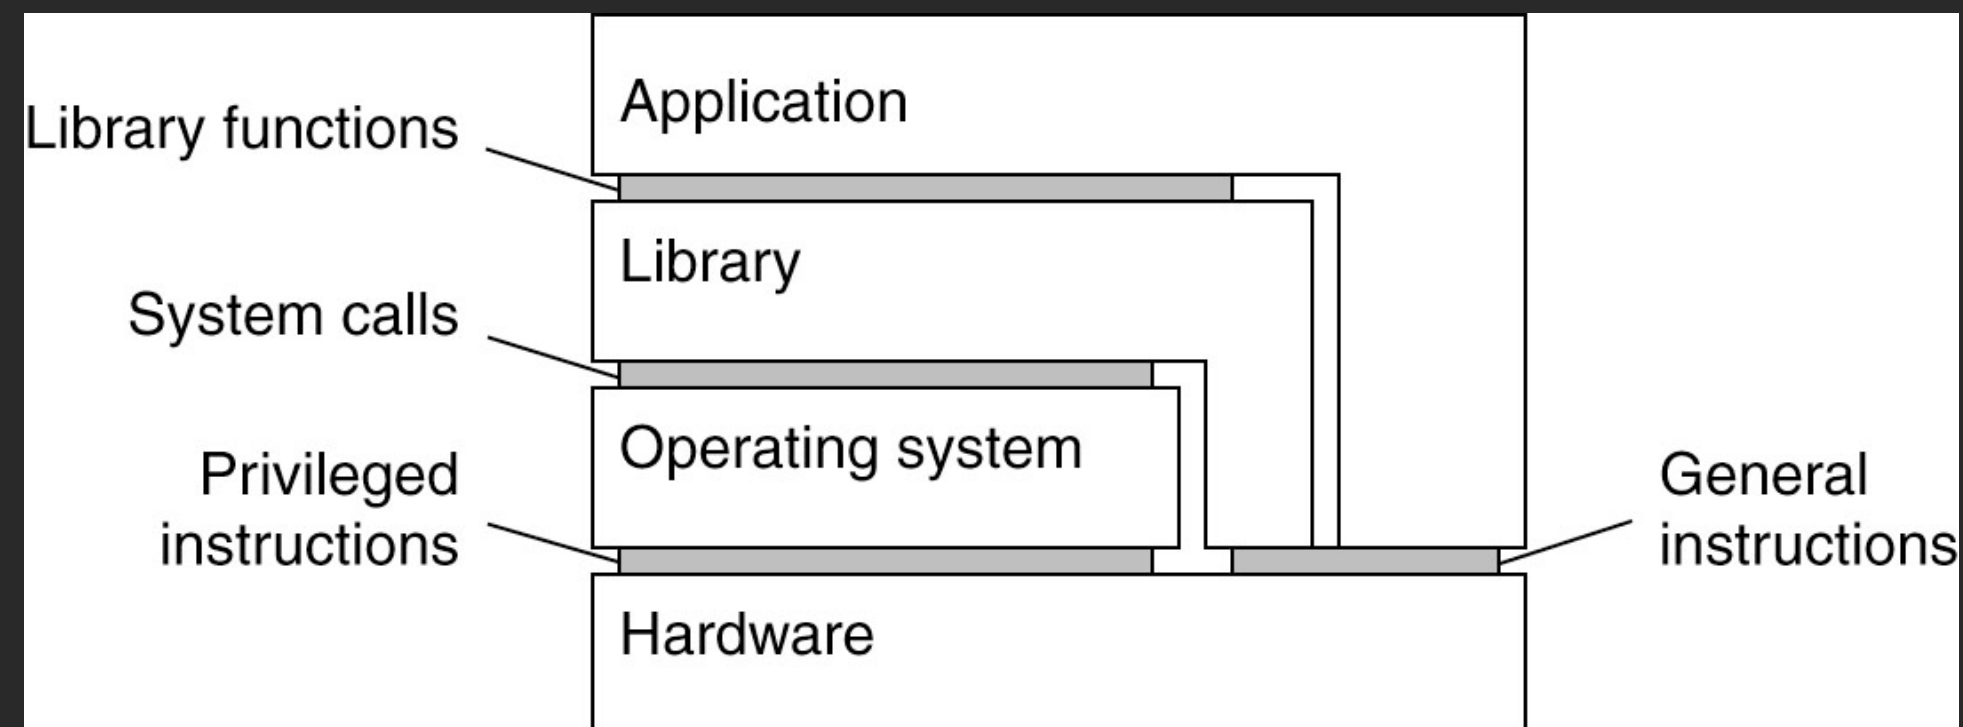 Application
Library functions
Library
System calls
Operating system
Privileged
instructions
General
instructions
Hardware